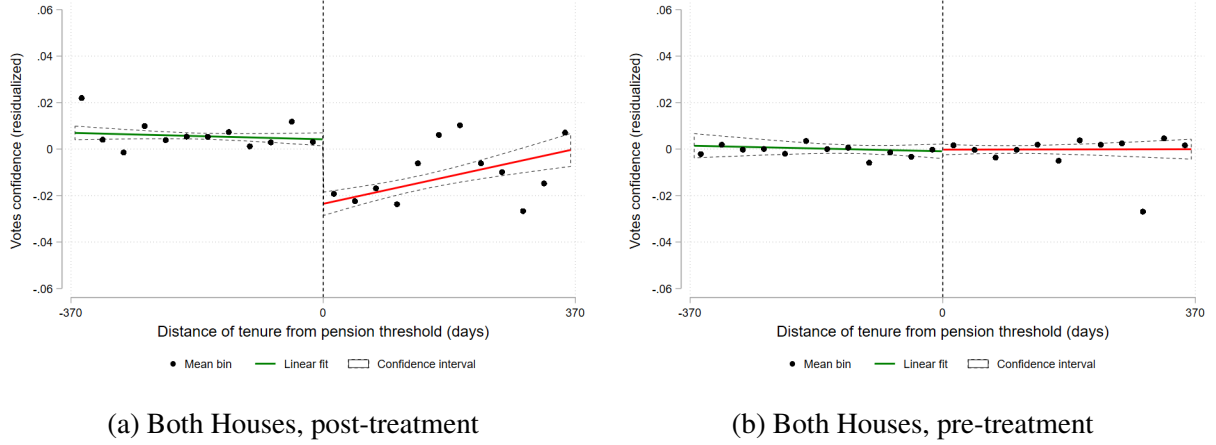 .06
.04
.02
0
-.02
-.04
-.06
Votes confidence (residualized)
-370
0
370
Distance of tenure from pension threshold (days)
Mean bin
Linear fit
Confidence interval
(a) Both Houses, post-treatment
.06
.04
.02
0
-.02
-.04
-.06
Votes confidence (residualized)
-370
0
370
Distance of tenure from pension threshold (days)
Mean bin
Linear fit
Confidence interval
(b) Both Houses, pre-treatment